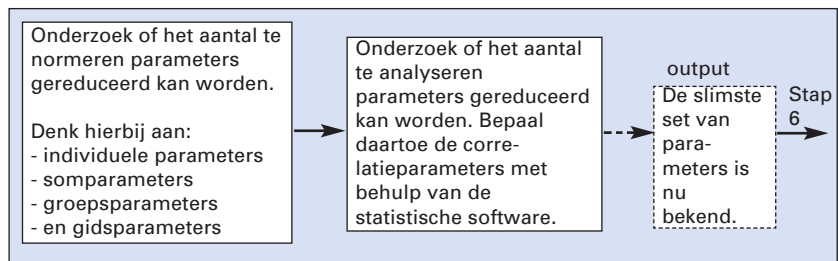 Onderzoek of het aantal te
normeren parameters
gereduceerd kan worden.
Denk hierbij aan:
- individuele parameters
- somparameters
- groepsparameters
- en gidsparameters
Onderzoek of het aantal
te analyseren
parameters gereduceerd
kan worden. Bepaal
daartoe de corre-
latieparameters met
behulp van de
statistische software.
output
De slimste
set van
para-
meters is
nu
bekend.
Stap
6